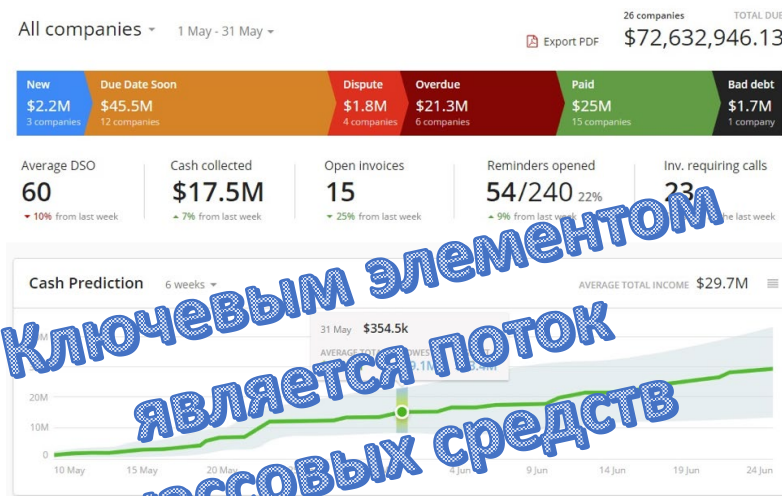 26 companies TOTAL DUE
All companies 1 May - 31 May Export PDF $72,632,946.13
New Due Date Soon Dispute Overdue Paid Bad debt
$2.2M $45.5M $1.8M $21.3M $25M $1.7M
3 companies 12 companies 4 companies 6 companies 15 companies 1 company
Average DSO Cash collected Open invoices Reminders opened Inv. requiring calls
60 $17.5M 15 54/240 22% 23
10% from last week 7% from last week 25% from last week 9% from last week last week
Cash Prediction 6 weeks AVERAGE TOTAL INCOME $29.7M
Ключевым элементом
31 May $354.5k
AVERAGE
является поток
20M
10M
0
средств
10 May 15 May 20 May 4 Jun 9 Jun 14 Jun 19 Jun 24 Jun